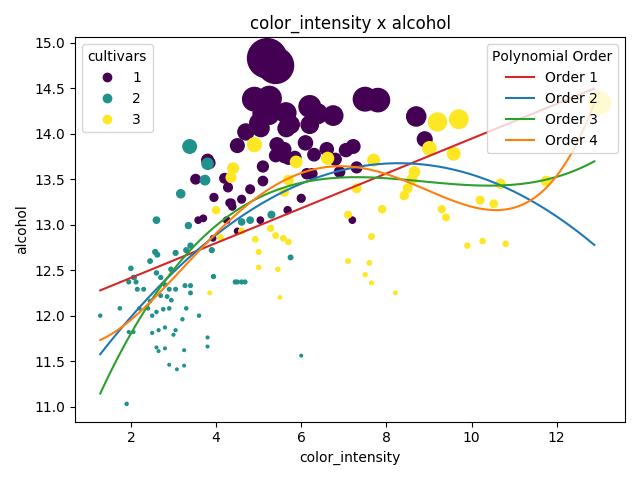 color_intensity x alcohol
cultivars
1
2
3
Polynomial Order
Order 1
Order 2
Order 3
Order 4
15.0
14.5
14.0
13.5
13.0
12.5
12.0
11.5
11.0
alcohol
2 4 6 8 10 12
color_intensity